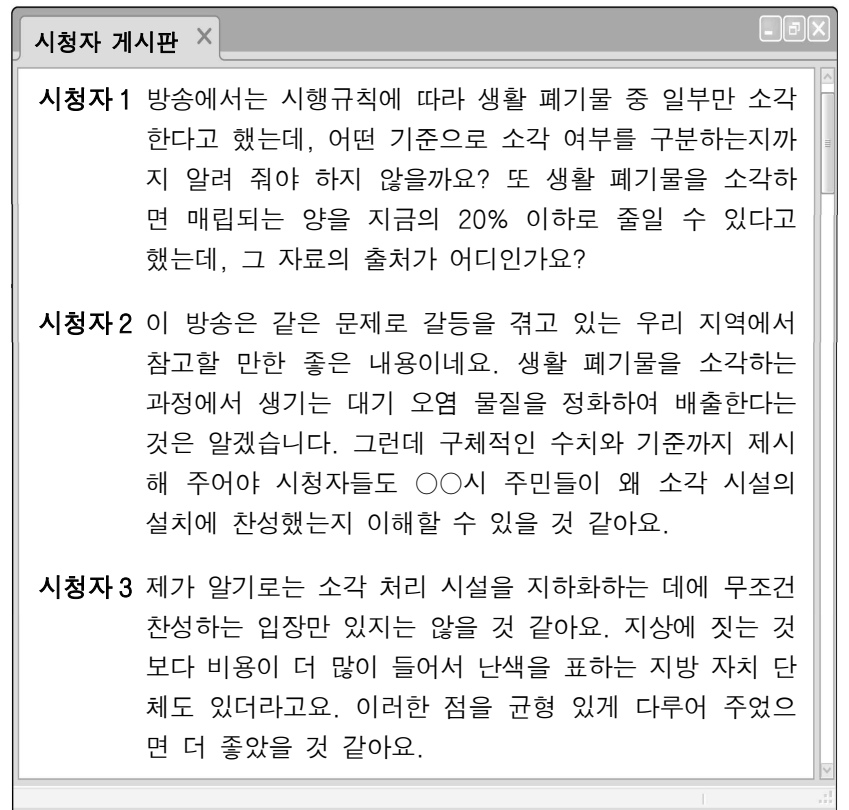 시청자 게시판
시청자 1 방송에서는 시행규칙에 따라 생활 폐기물 중 일부만 소각
한다고 했는데, 어떤 기준으로 소각 여부를 구분하는지까
지 알려 줘야 하지 않을까요? 또 생활 폐기물을 소각하
면 매립되는 양을 지금의 20% 이하로 줄일 수 있다고
했는데, 그 자료의 출처가 어디인가요?
시청자 2 이 방송은 같은 문제로 갈등을 겪고 있는 우리 지역에서
참고할 만한 좋은 내용이네요. 생활 폐기물을 소각하는
과정에서 생기는 대기 오염 물질을 정화하여 배출한다는
것은 알겠습니다. 그런데 구체적인 수치와 기준까지 제시
해 주어야 시청자들도 ○○시 주민들이 왜 소각 시설의
설치에 찬성했는지 이해할 수 있을 것 같아요.
시청자 3 제가 알기로는 소각 처리 시설을 지하화하는 데에 무조건
찬성하는 입장만 있지는 않을 것 같아요. 지상에 짓는 것
보다 비용이 더 많이 들어서 난색을 표하는 지방 자치 단
체도 있더라고요. 이러한 점을 균형 있게 다루어 주었으
면 더 좋았을 것 같아요.